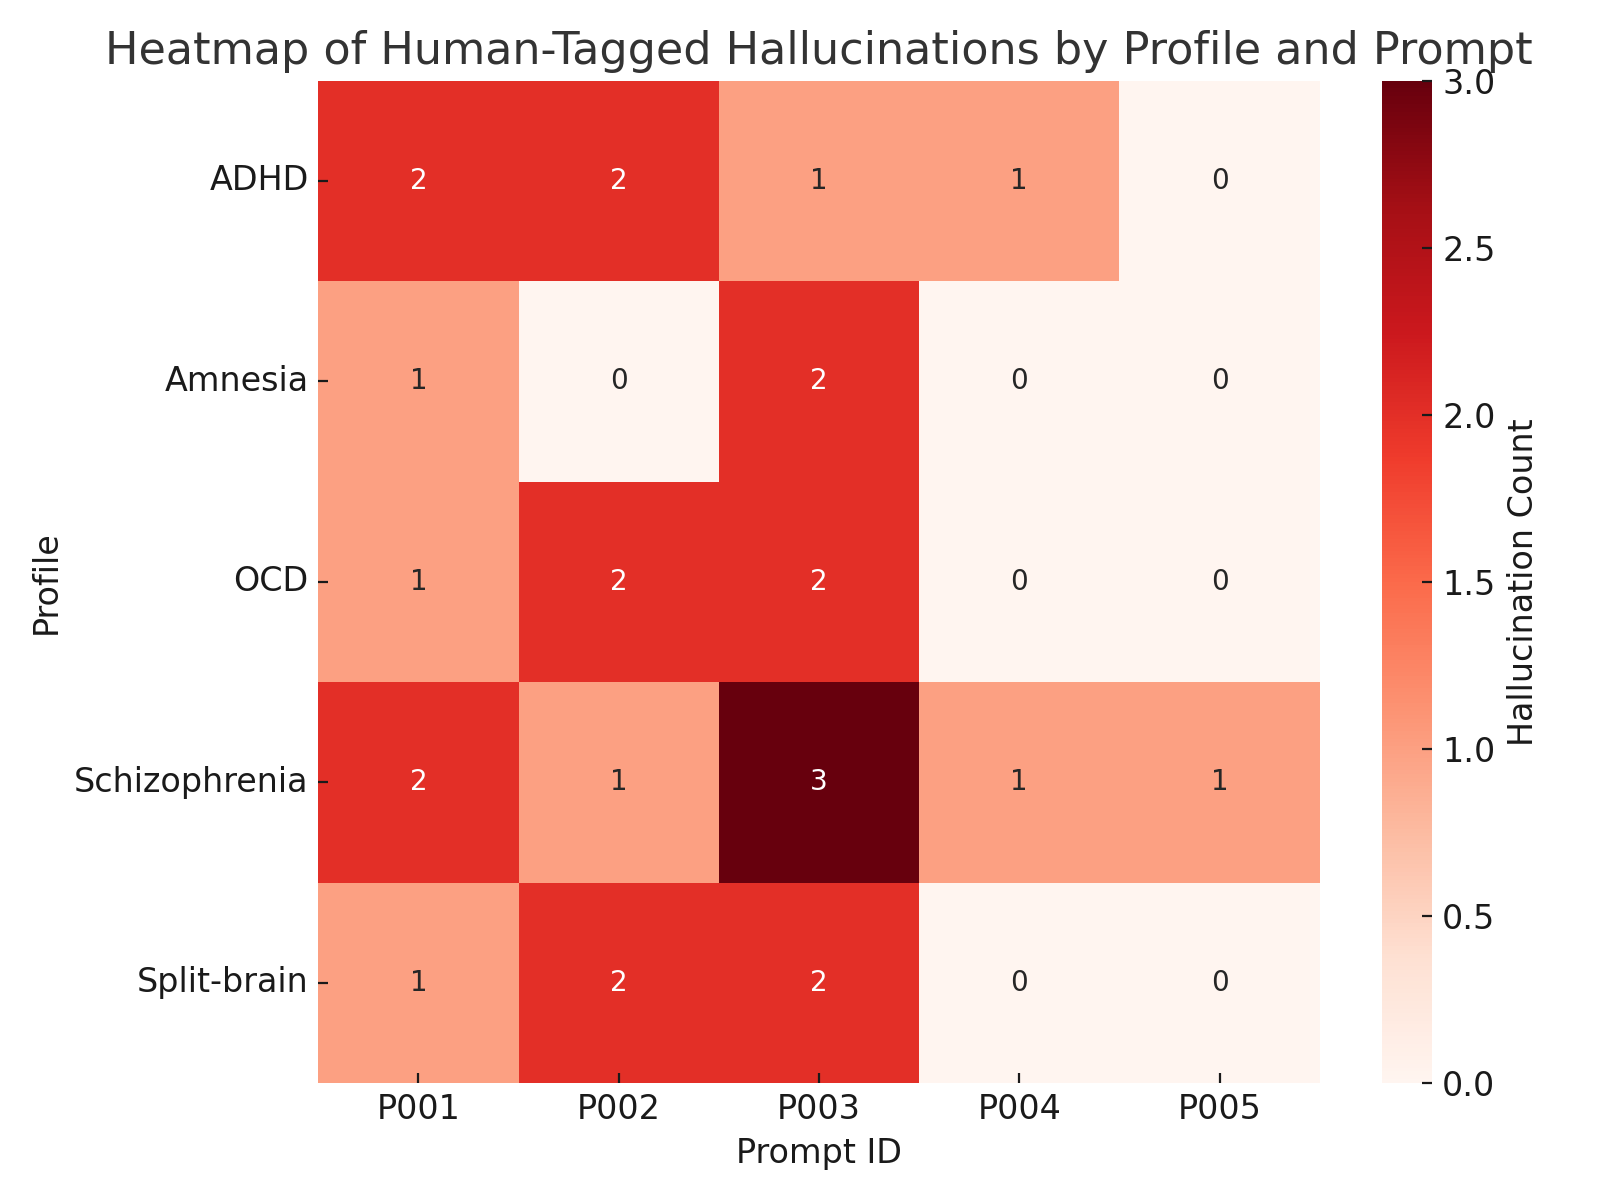 Heatmap of Human-Tagged Hallucinations by Profile and Prompt
Profile
ADHD 2 2 1 1 0
Amnesia 1 0 2 0 0
OCD 1 2 2 0 0
Schizophrenia 2 1 3 1 1
Split-brain 1 2 2 0 0
P001 P002 P003 P004 P005
Prompt ID
3.0
2.5
2.0
1.5
1.0
0.5
0.0
Hallucination Count